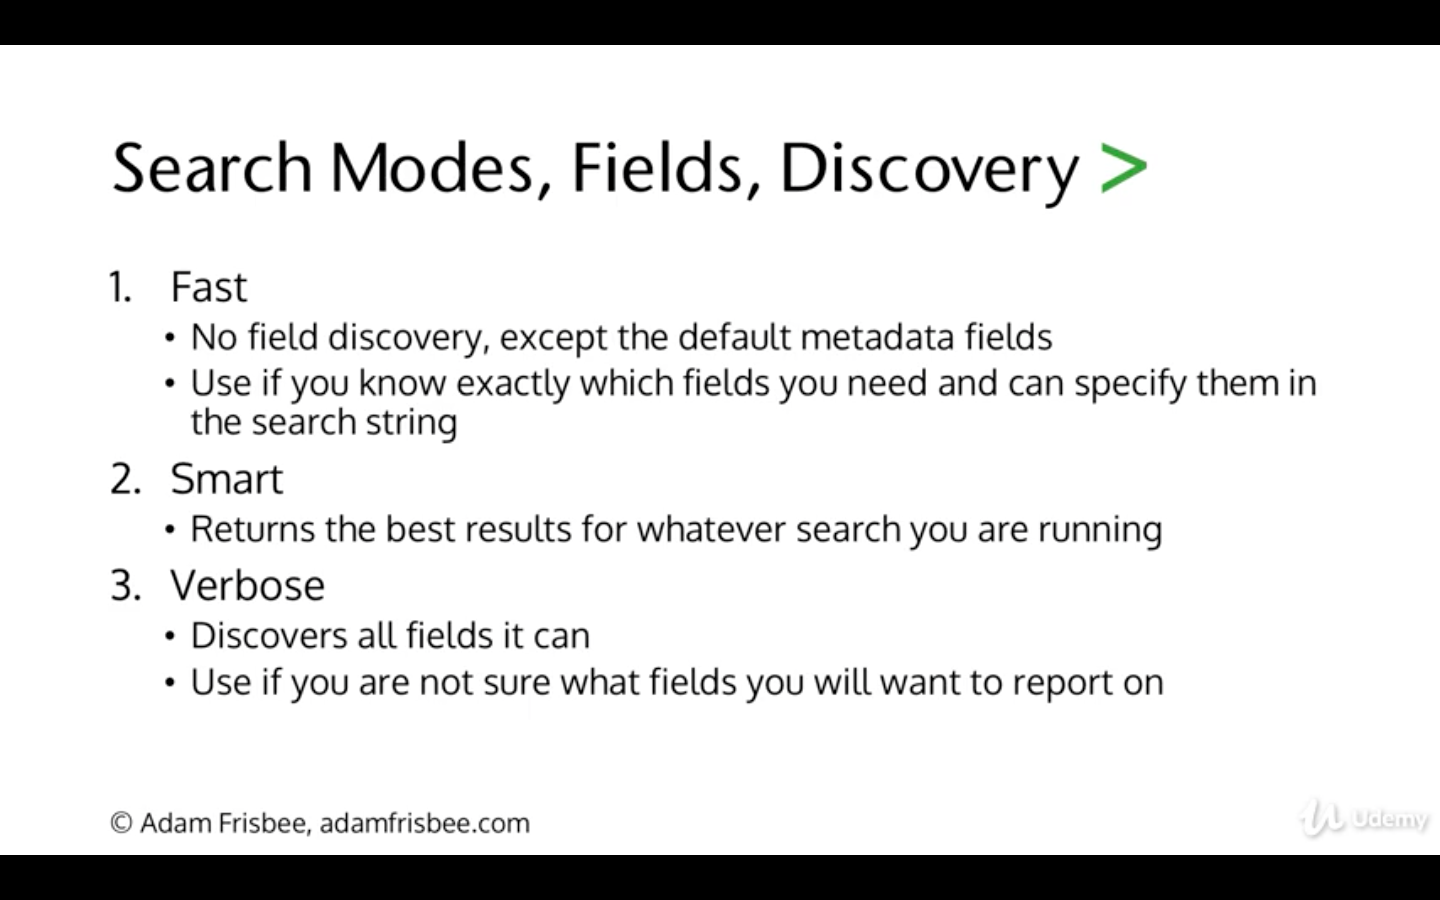 Search Modes, Fields, Discovery >
1. Fast
• No field discovery, except the default metadata fields
• Use if you know exactly which fields you need and can specify them in
the search string
2. Smart
• Returns the best results for whatever search you are running
3. Verbose
• Discovers all fields it can
• Use if you are not sure what fields you will want to report on
© Adam Frisbee, adamfrisbee.com
Udemy